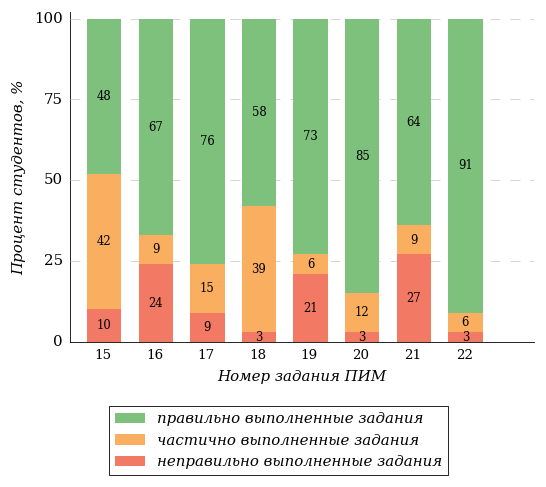 Процент студентов, %
100
75
50
25
0
48 67 76 58 73 85 64 91
42 9 15 39 6 12 9 6
10 24 9 3 21 3 27 3
15 16 17 18 19 20 21 22
Номер задания ПИМ
правильно выполненные задания
частично выполненные задания
неправильно выполненные задания